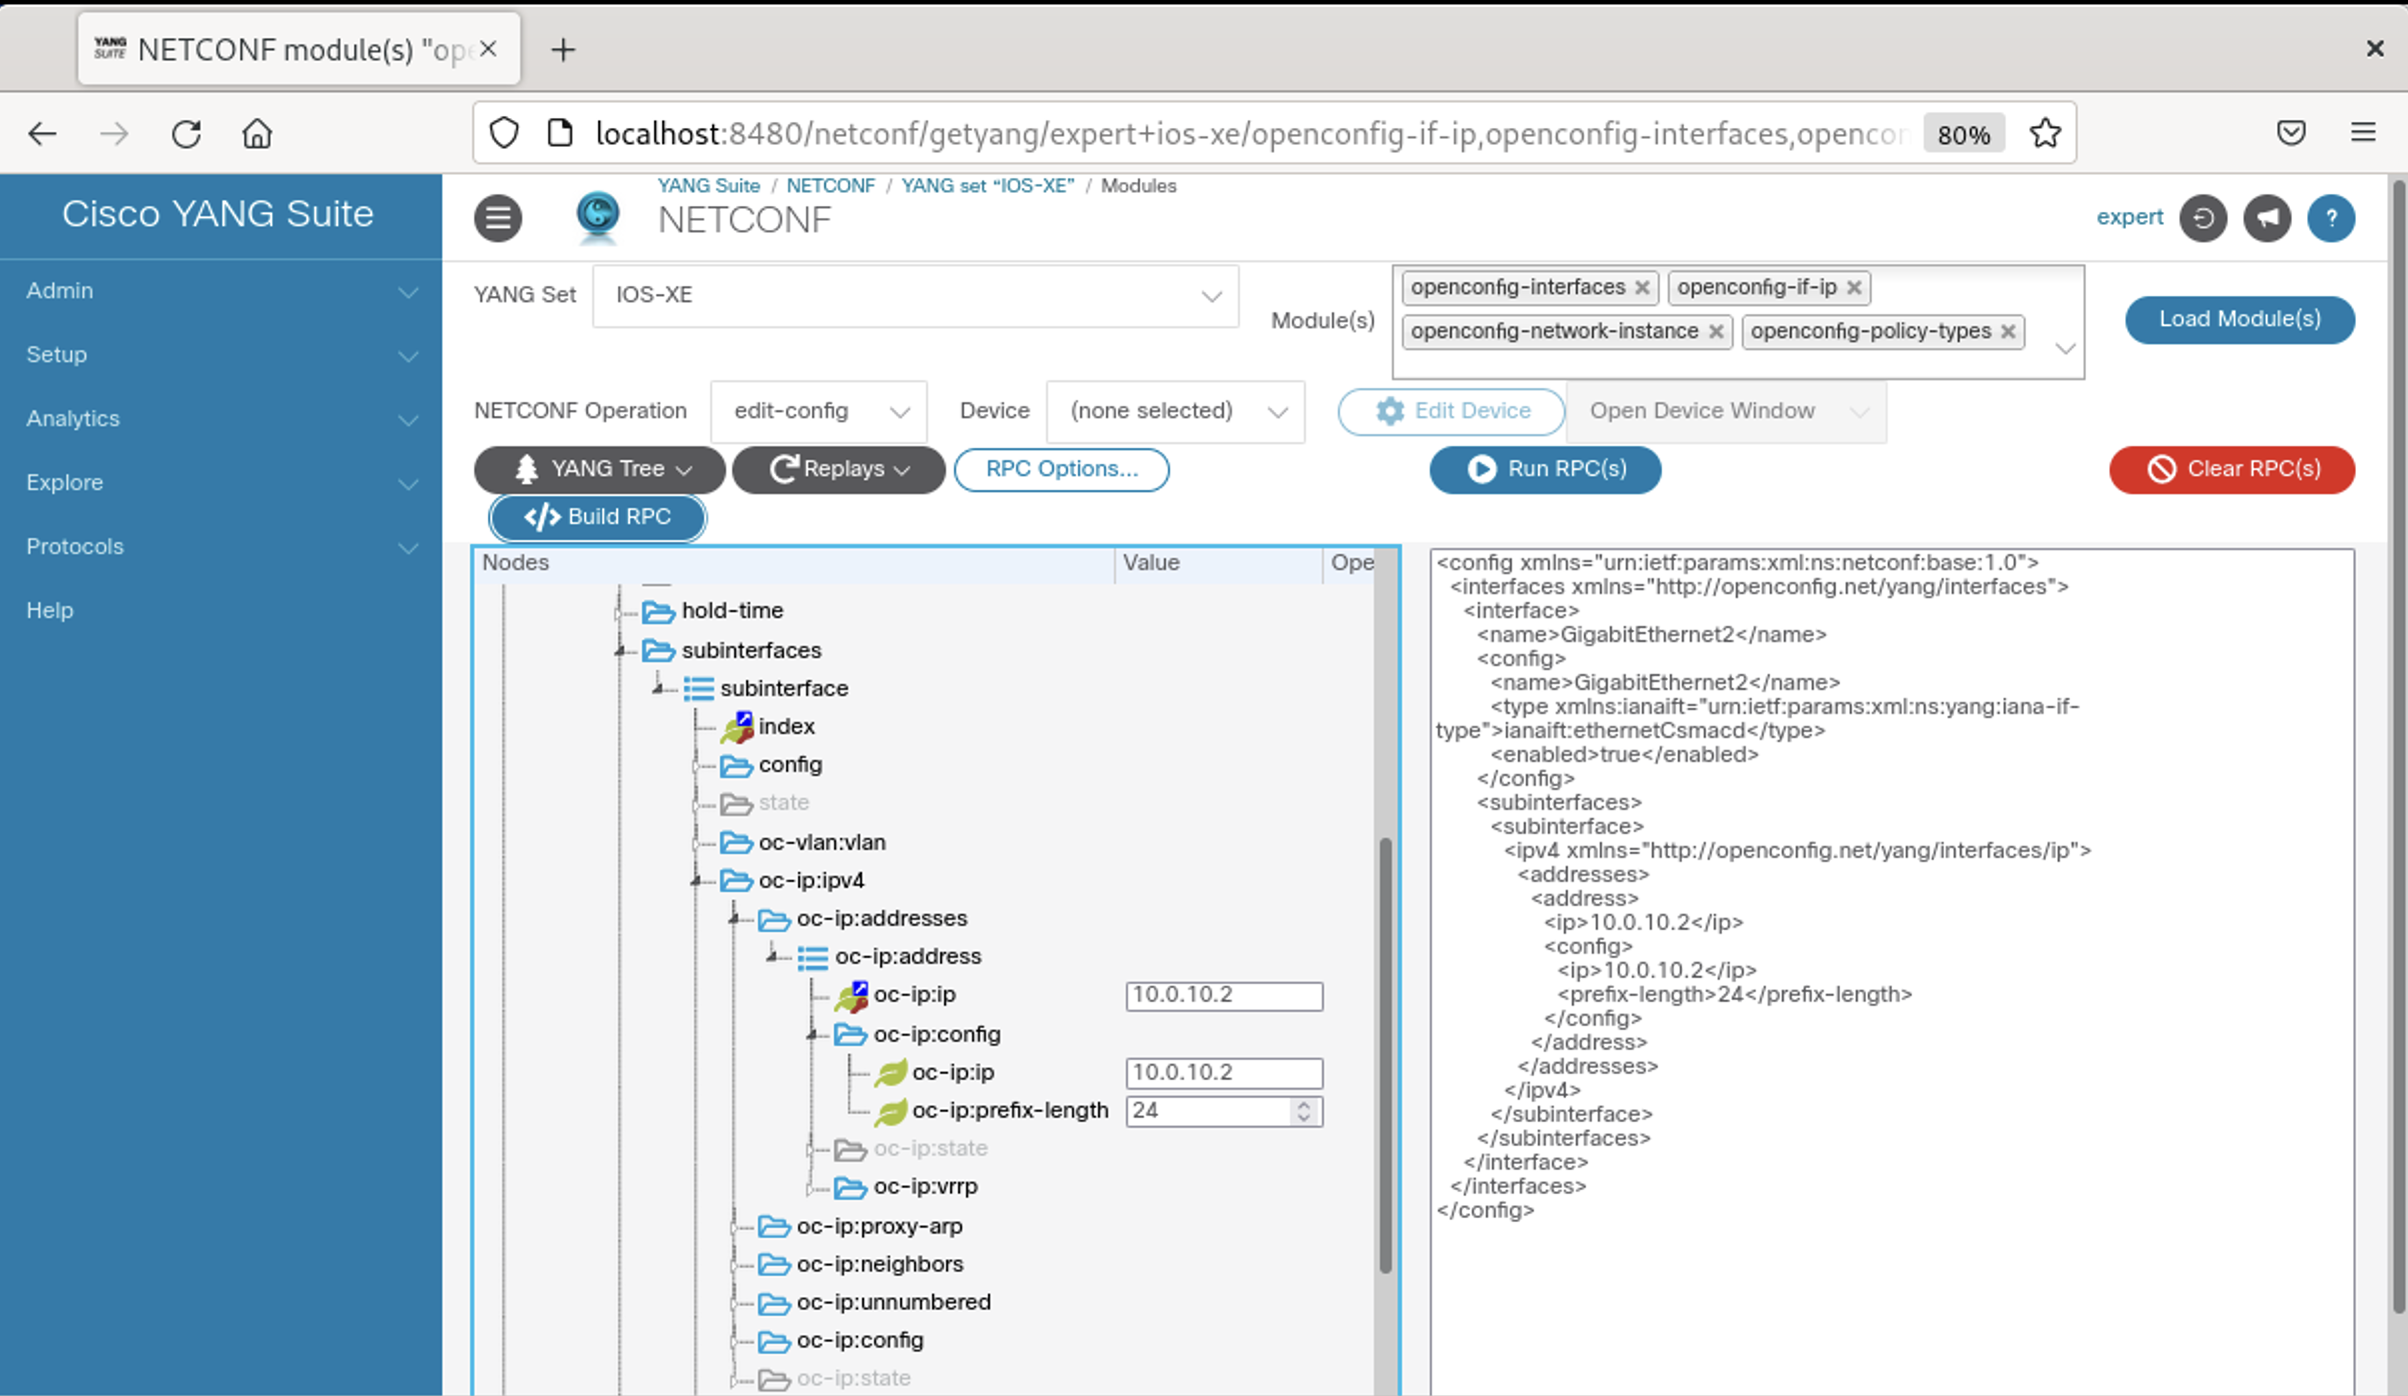 YANG SUITE NETCONF module(s) "ope
localhost:8480/netconf/getyang/expert+ios-xe/openconfig-if-ip,openconfig-interfaces,openco 80%
Cisco YANG Suite
Admin
Setup
Analytics
Explore
Protocols
Help
YANG Suite / NETCONF / YANG set “IOS-XE” / Modules
NETCONF
expert ?
YANG Set IOS-XE
Module(s)
openconfig-interfaces × openconfig-if-ip ×
openconfig-network-instance × openconfig-policy-types ×
Load Module(s)
NETCONF Operation edit-config Device (none selected) Edit Device Open Device Window
YANG Tree Replays RPC Options... Run RPC(s) Clear RPC(s)
</> Build RPC
Nodes Value Ope
hold-time
subinterfaces
subinterface
index
config
state
oc-vlan:vlan
oc-ip:ipv4
oc-ip:addresses
oc-ip:address
oc-ip:ip 10.0.10.2
oc-ip:config
oc-ip:ip 10.0.10.2
oc-ip:prefix-length 24
oc-ip:state
oc-ip:vrrp
oc-ip:proxy-arp
oc-ip:neighbors
oc-ip:unnumbered
oc-ip:config
oc-ip:state
<config xmlns="urn:ietf:params:xml:ns:netconf:base:1.0">
<interfaces xmlns="http://openconfig.net/yang/interfaces">
<interface>
<name>GigabitEthernet2</name>
<config>
<name>GigabitEthernet2</name>
<type xmlns:ianaift="urn:ietf:params:xml:ns:yang:iana-if-
type">ianaift:ethernetCsmacd</type>
<enabled>true</enabled>
</config>
<subinterfaces>
<subinterface>
<ipv4 xmlns="http://openconfig.net/yang/interfaces/ip">
<addresses>
<address>
<ip>10.0.10.2</ip>
<config>
<ip>10.0.10.2</ip>
<prefix-length>24</prefix-length>
</config>
</address>
</addresses>
</ipv4>
</subinterface>
</subinterfaces>
</interface>
</interfaces>
</config>